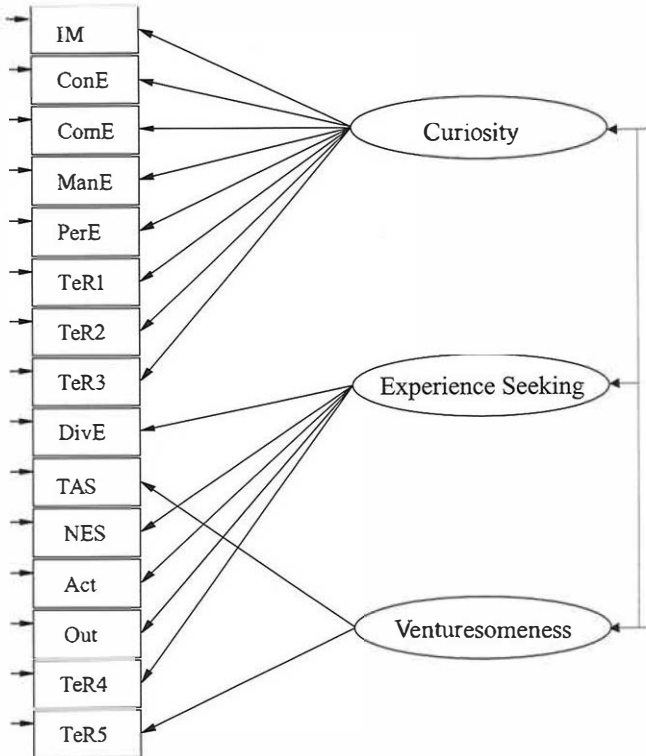 IM
ConE
ComE
ManE
PerE
TeR1
TeR2
TeR3
DivE
TAS
NES
Act
Out
TeR4
TeR5
Curiosity
Experience Seeking
Venturesomeness